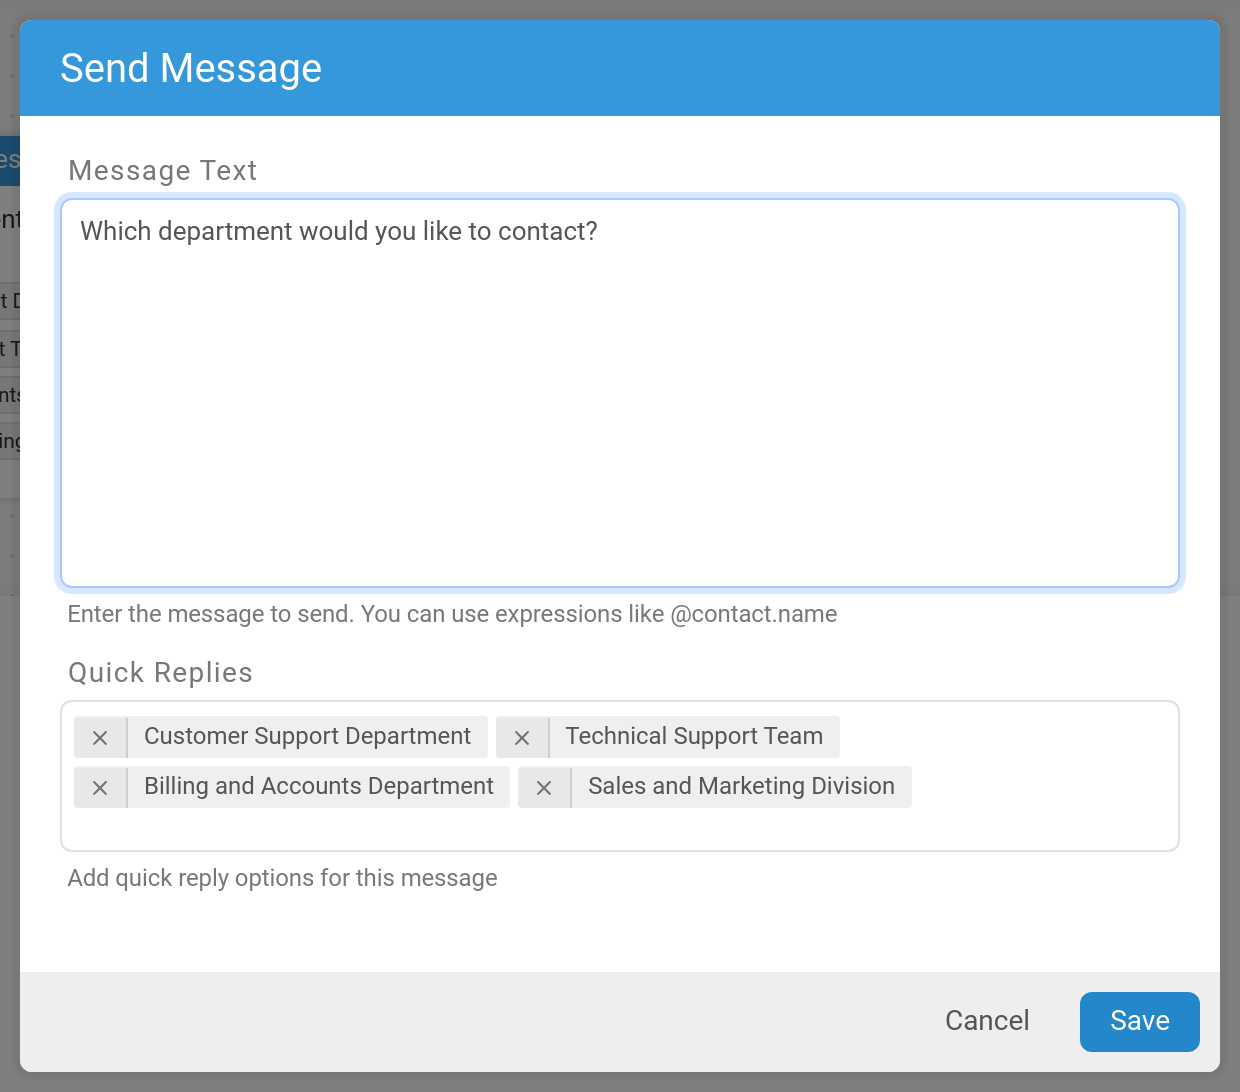 Send Message
Message Text
Which department would you like to contact?
Enter the message to send. You can use expressions like @contact.name
Quick Replies
Customer Support Department
Technical Support Team
Billing and Accounts Department
Sales and Marketing Division
Add quick reply options for this message
Cancel
Save